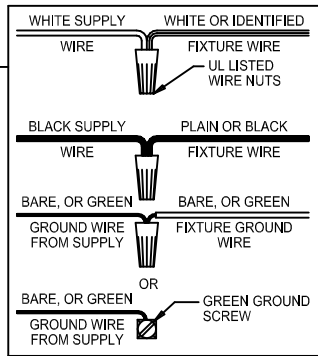 WHITE SUPPLY WHITE OR IDENTIFIED
WIRE FIXTURE WIRE
UL LISTED
WIRE NUTS
BLACK SUPPLY PLAIN OR BLACK
WIRE FIXTURE WIRE
BARE, OR GREEN BARE, OR GREEN
GROUND WIRE FIXTURE GROUND
FROM SUPPLY WIRE
OR
BARE, OR GREEN GREEN GROUND
SCREW
GROUND WIRE
FROM SUPPLY